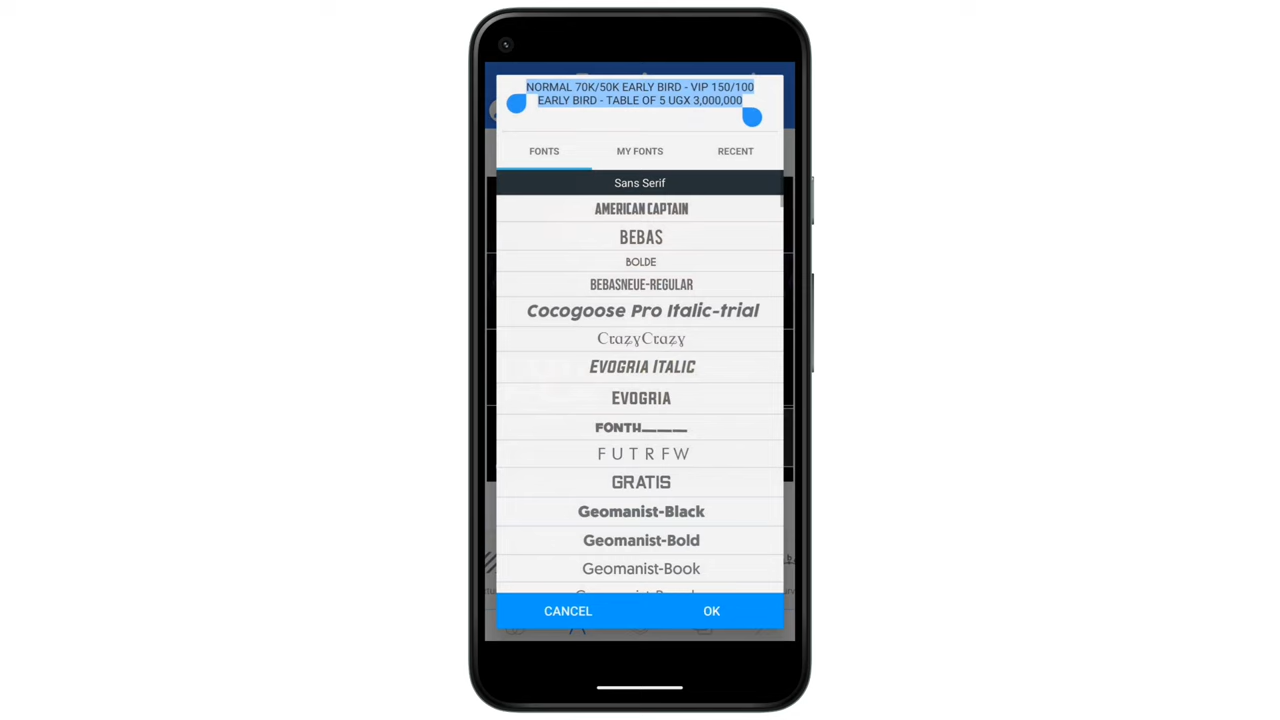 NORMAL 70K/50K EARLY BIRD - VIP 150/100
EARLY BIRD - TABLE OF 5 UGX 3,000,000
FONTS MY FONTS RECENT
Sans Serif
AMERICAN CAPTAIN
BEBAS
BOLDE
BEBASNEUE-REGULAR
Cocogoose Pro Italic-trial
CrazyCrazy
EVOGRIA ITALIC
EVOGRIA
FONTH___
FUTRFW
GRATIS
Geomanist-Black
Geomanist-Bold
Geomanist-Book
CANCEL OK